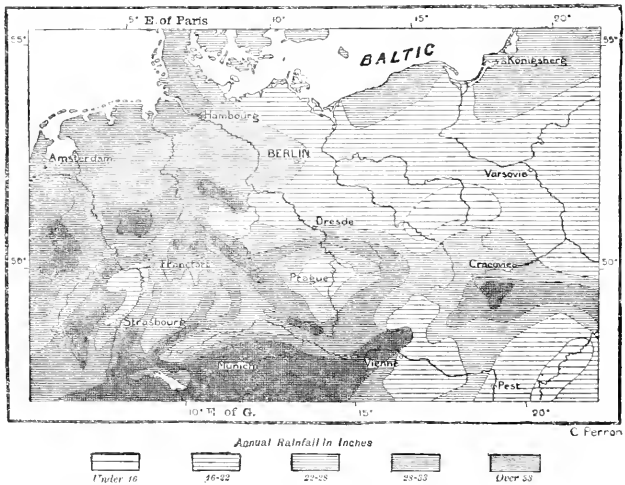 5° E. of Paris 10° 15° 20°
55° 55°
BALTIC
Königsberg
Hambourg
Amsterdam
BERLIN
Varsovie
Dresde
50° 50°
Francfort
Prague
Cracovie
Strasbourg
Munich
Vienne
Pest
10° E. of G. 15° 20°
C. Perron
Annual Rainfall in Inches
Under 16 16-22 22-28 28-33 Over 33